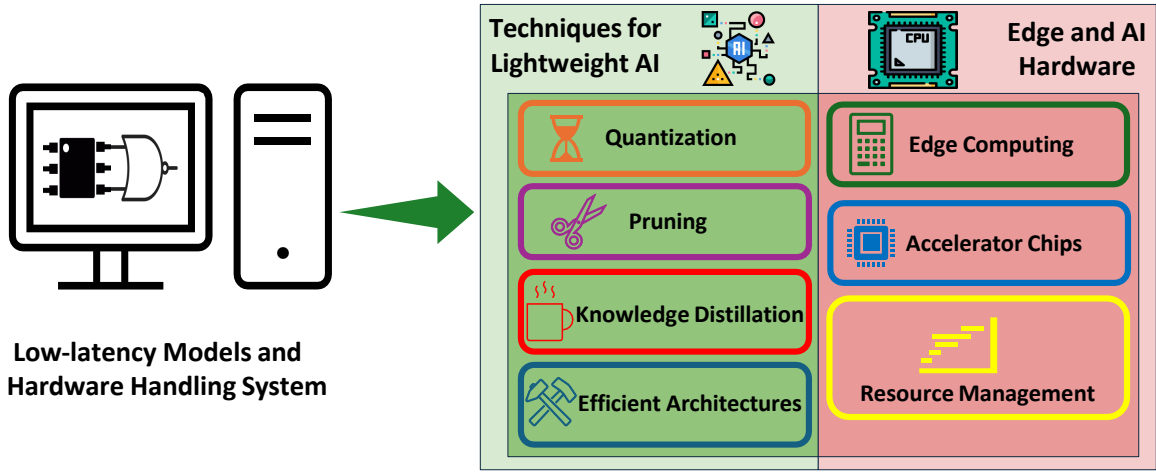 Techniques for
Lightweight AI
AI
CPU
Edge and AI
Hardware
Quantization
Pruning
Knowledge Distillation
Efficient Architectures
Edge Computing
Accelerator Chips
Resource Management
Low-latency Models and
Hardware Handling System